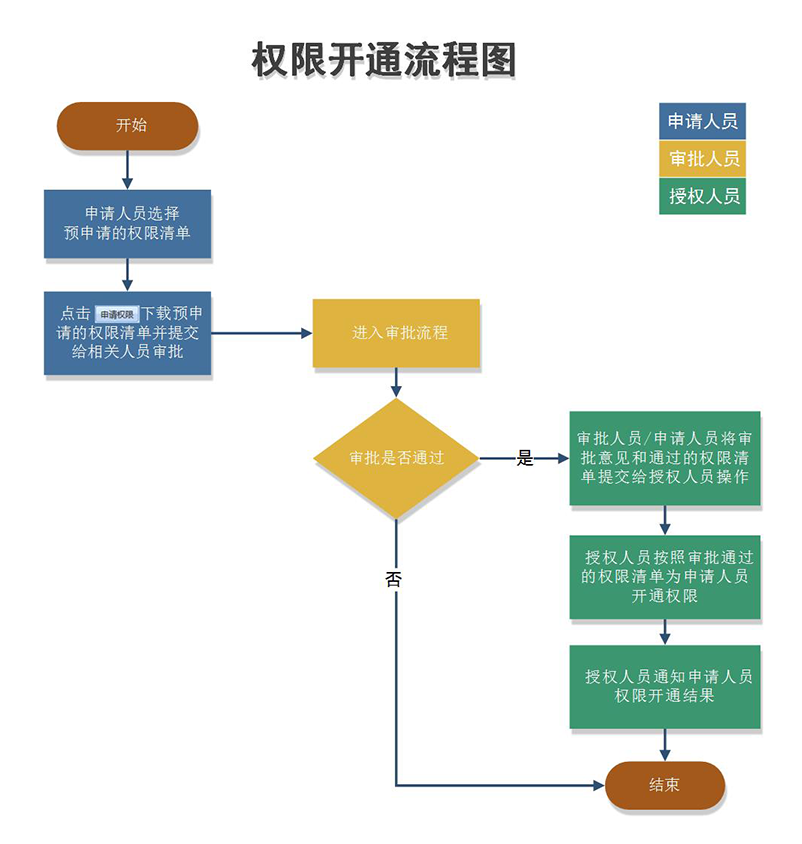 权限开通流程图
开始
申请人员
审批人员
授权人员
申请人员选择
预申请的权限清单
点击 申请权限 下载预申
请的权限清单并提交
给相关人员审批
进入审批流程
审批是否通过
是
否
审批人员/申请人员将审
批意见和通过的权限清
单提交给授权人员操作
授权人员按照审批通过
的权限清单为申请人员
开通权限
授权人员通知申请人员
权限开通结果
结束